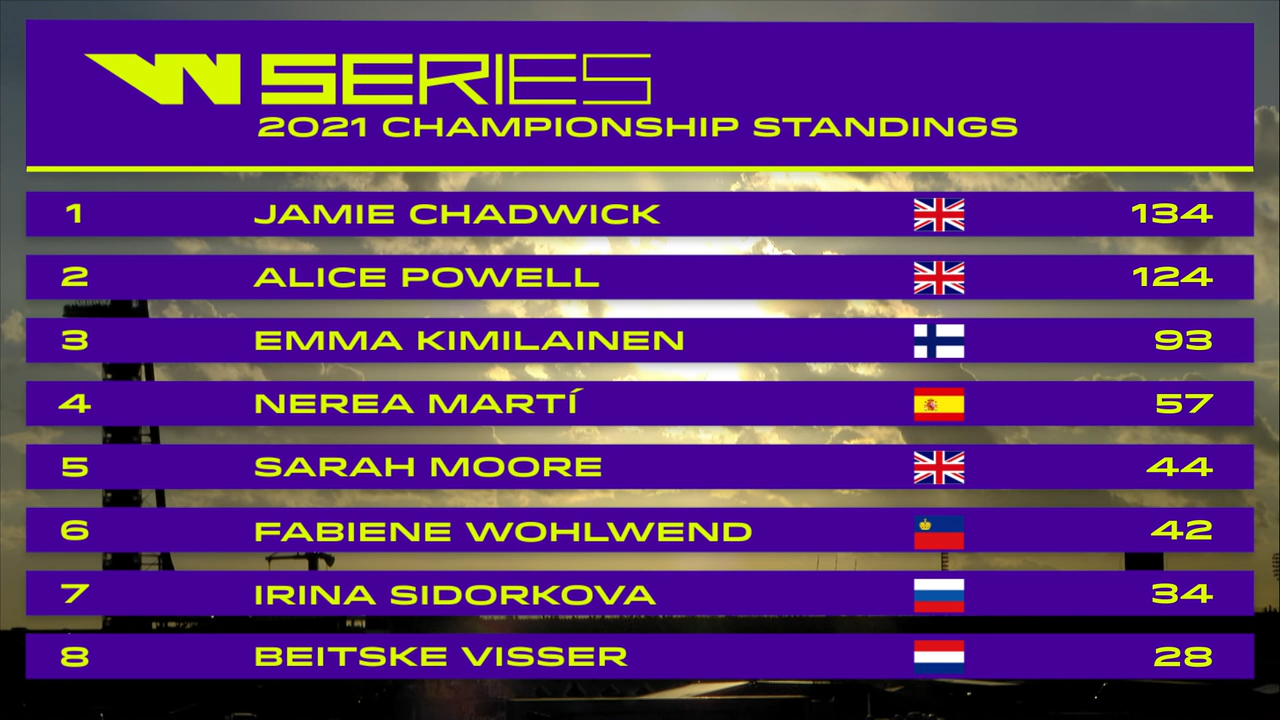 W SERIES
2021 CHAMPIONSHIP STANDINGS
1 JAMIE CHADWICK 134
2 ALICE POWELL 124
3 EMMA KIMILAINEN 93
4 NEREA MARTÍ 57
5 SARAH MOORE 44
6 FABIENE WOHLWEND 42
7 IRINA SIDORKOVA 34
8 BEITSKE VISSER 28